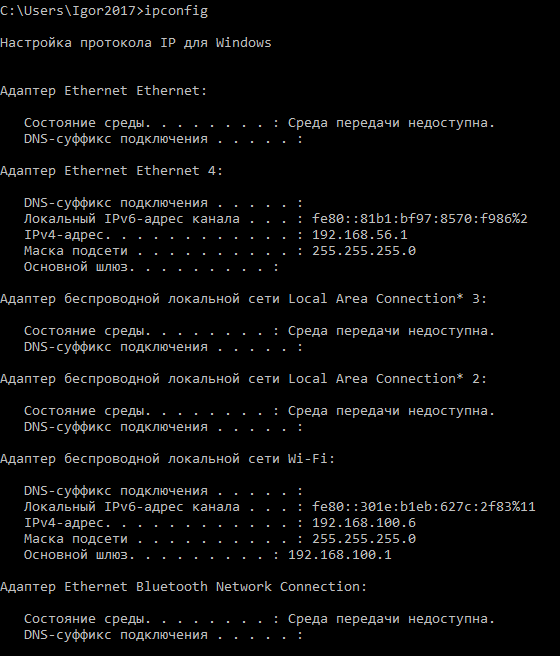 C:\Users\Igor2017>ipconfig
Настройка протокола IP для Windows
Адаптер Ethernet Ethernet:
Состояние среды. . . . . . . . : Среда передачи недоступна.
DNS-суффикс подключения . . . . . :
Адаптер Ethernet Ethernet 4:
DNS-суффикс подключения . . . . . :
Локальный IPv6-адрес канала . . . : fe80::81b1:bf97:8570:f986%2
IPv4-адрес. . . . . . . . . . . . : 192.168.56.1
Маска подсети . . . . . . . . . . : 255.255.255.0
Основной шлюз. . . . . . . . . :
Адаптер беспроводной локальной сети Local Area Connection* 3:
Состояние среды. . . . . . . . : Среда передачи недоступна.
DNS-суффикс подключения . . . . . :
Адаптер беспроводной локальной сети Local Area Connection* 2:
Состояние среды. . . . . . . . : Среда передачи недоступна.
DNS-суффикс подключения . . . . . :
Адаптер беспроводной локальной сети Wi-Fi:
DNS-суффикс подключения . . . . . :
Локальный IPv6-адрес канала . . . : fe80::301e:b1eb:627c:2f83%11
IPv4-адрес. . . . . . . . . . . . : 192.168.100.6
Маска подсети . . . . . . . . . . : 255.255.255.0
Основной шлюз. . . . . . . . . : 192.168.100.1
Адаптер Ethernet Bluetooth Network Connection:
Состояние среды. . . . . . . . : Среда передачи недоступна.
DNS-суффикс подключения . . . . . :